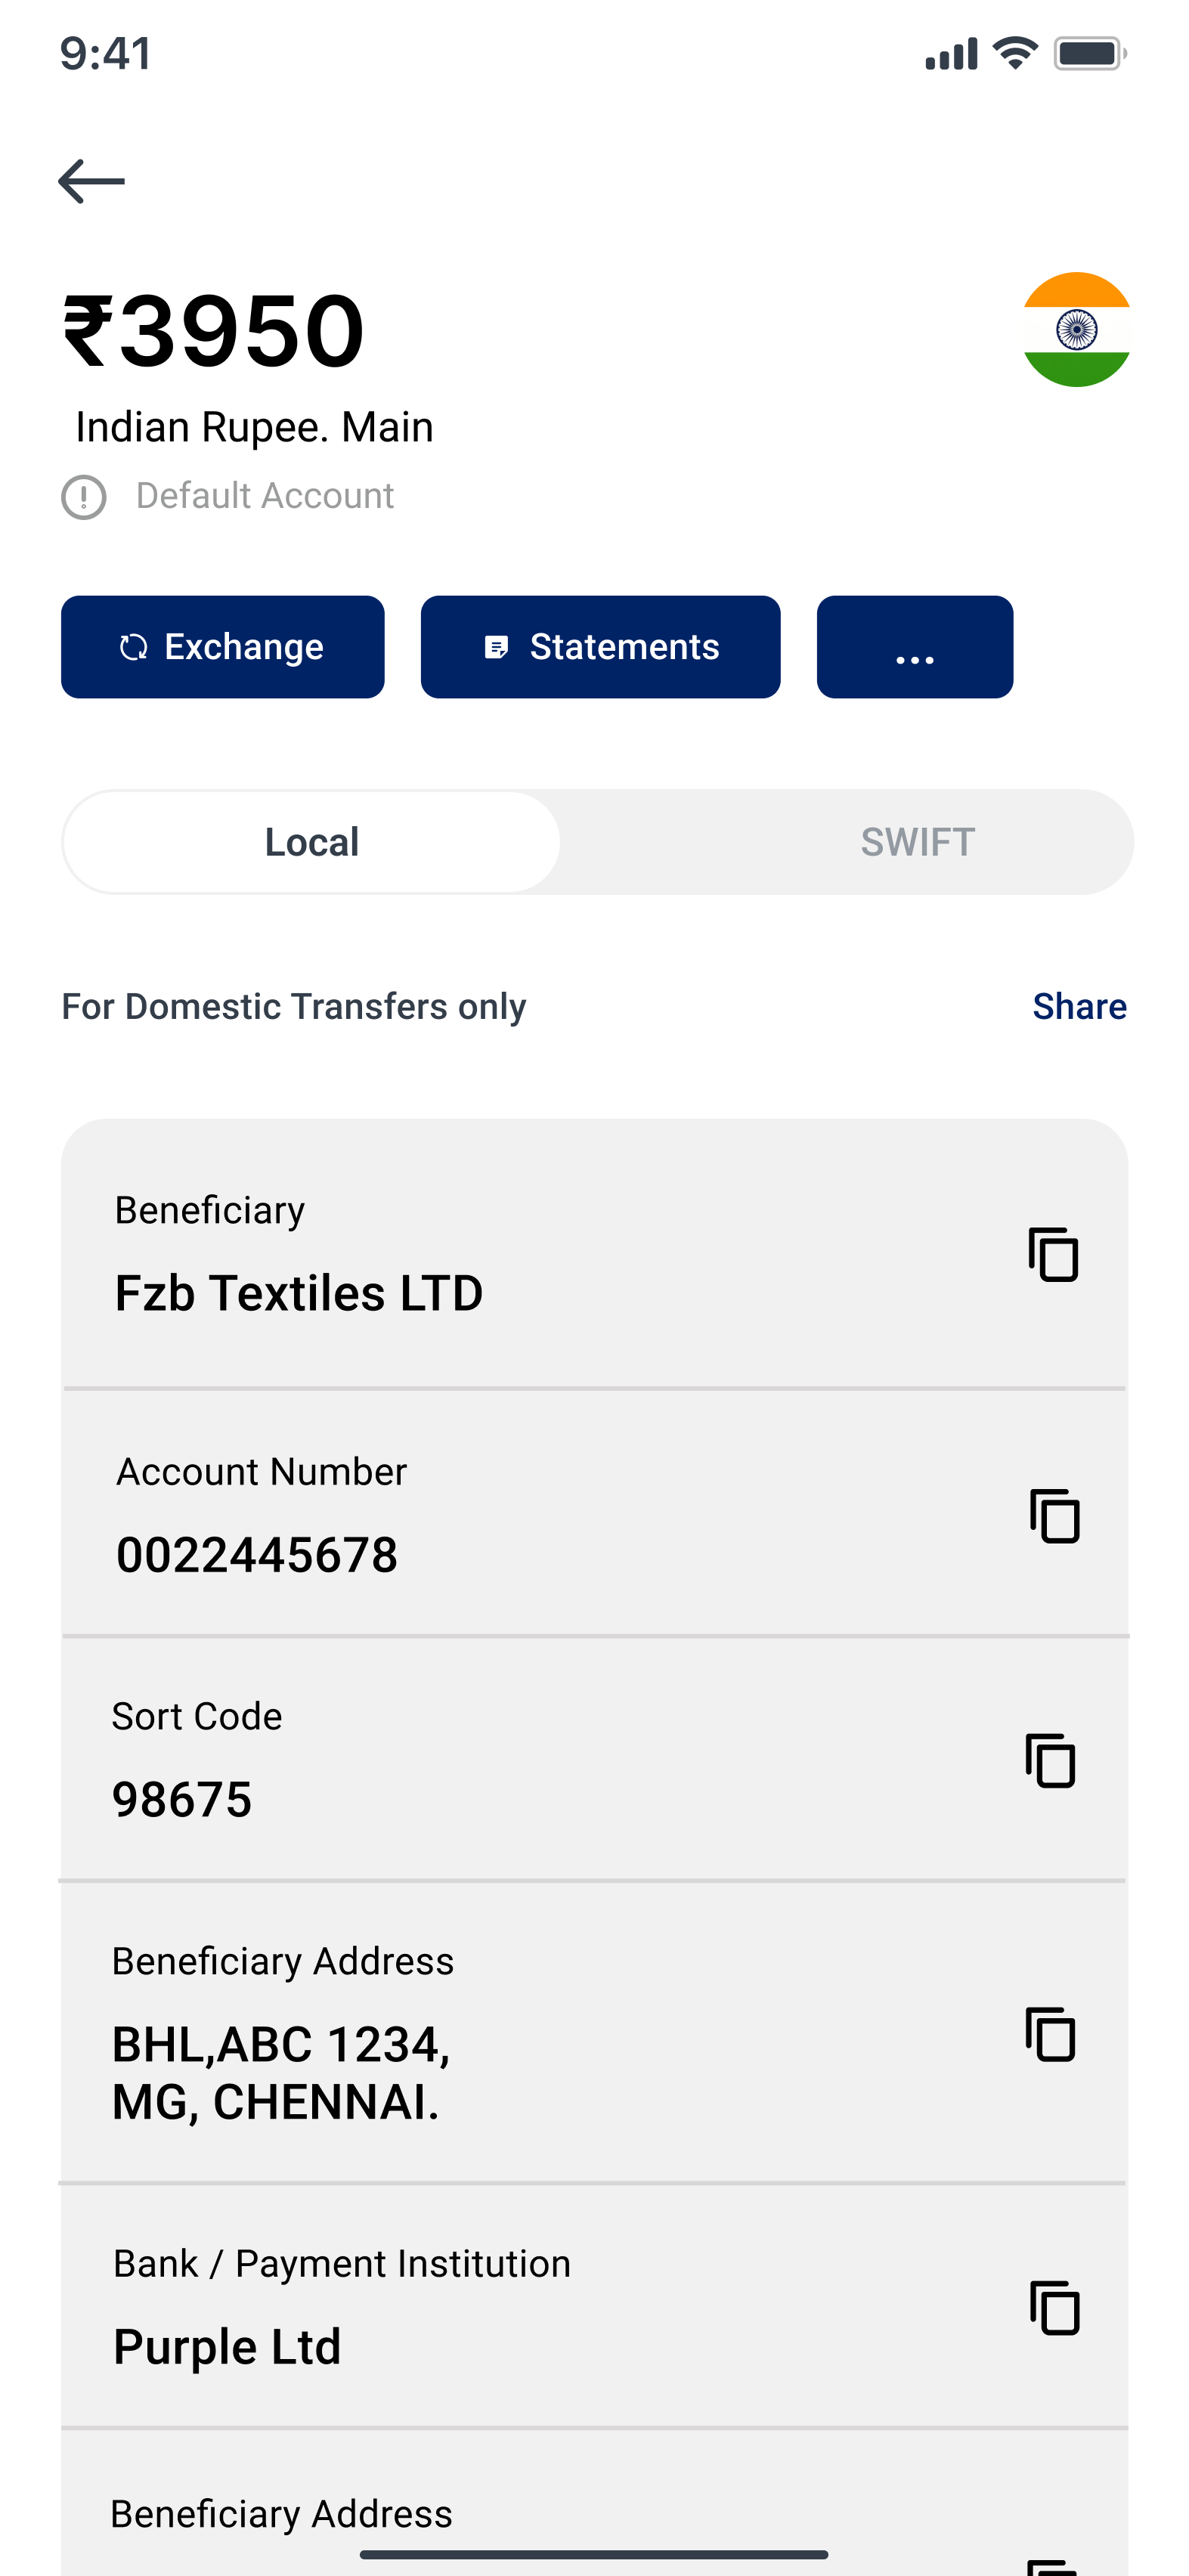 9:41
₹3950
Indian Rupee. Main
Default Account
Exchange
Statements
...
Local
SWIFT
For Domestic Transfers only
Share
Beneficiary
Fzb Textiles LTD
Account Number
0022445678
Sort Code
98675
Beneficiary Address
BHL,ABC 1234,
MG, CHENNAI.
Bank / Payment Institution
Purple Ltd
Beneficiary Address